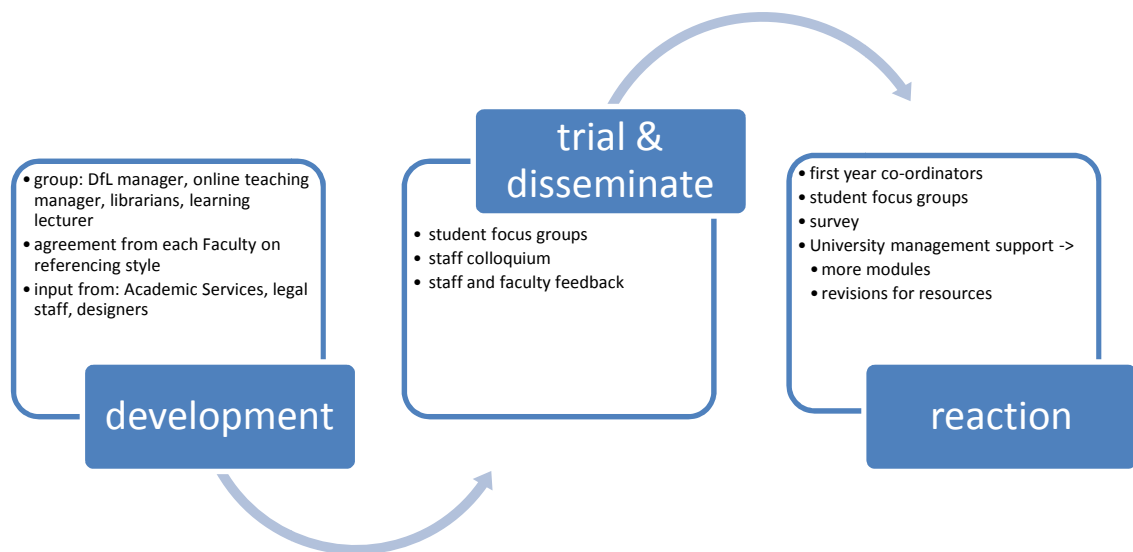 • group: DfL manager, online teaching
manager, librarians, learning
lecturer
• agreement from each Faculty on
referencing style
• input from: Academic Services, legal
staff, designers
development
trial &
disseminate
• student focus groups
• staff colloquium
• staff and faculty feedback
• first year co-ordinators
• student focus groups
• survey
• University management support ->
• more modules
• revisions for resources
reaction